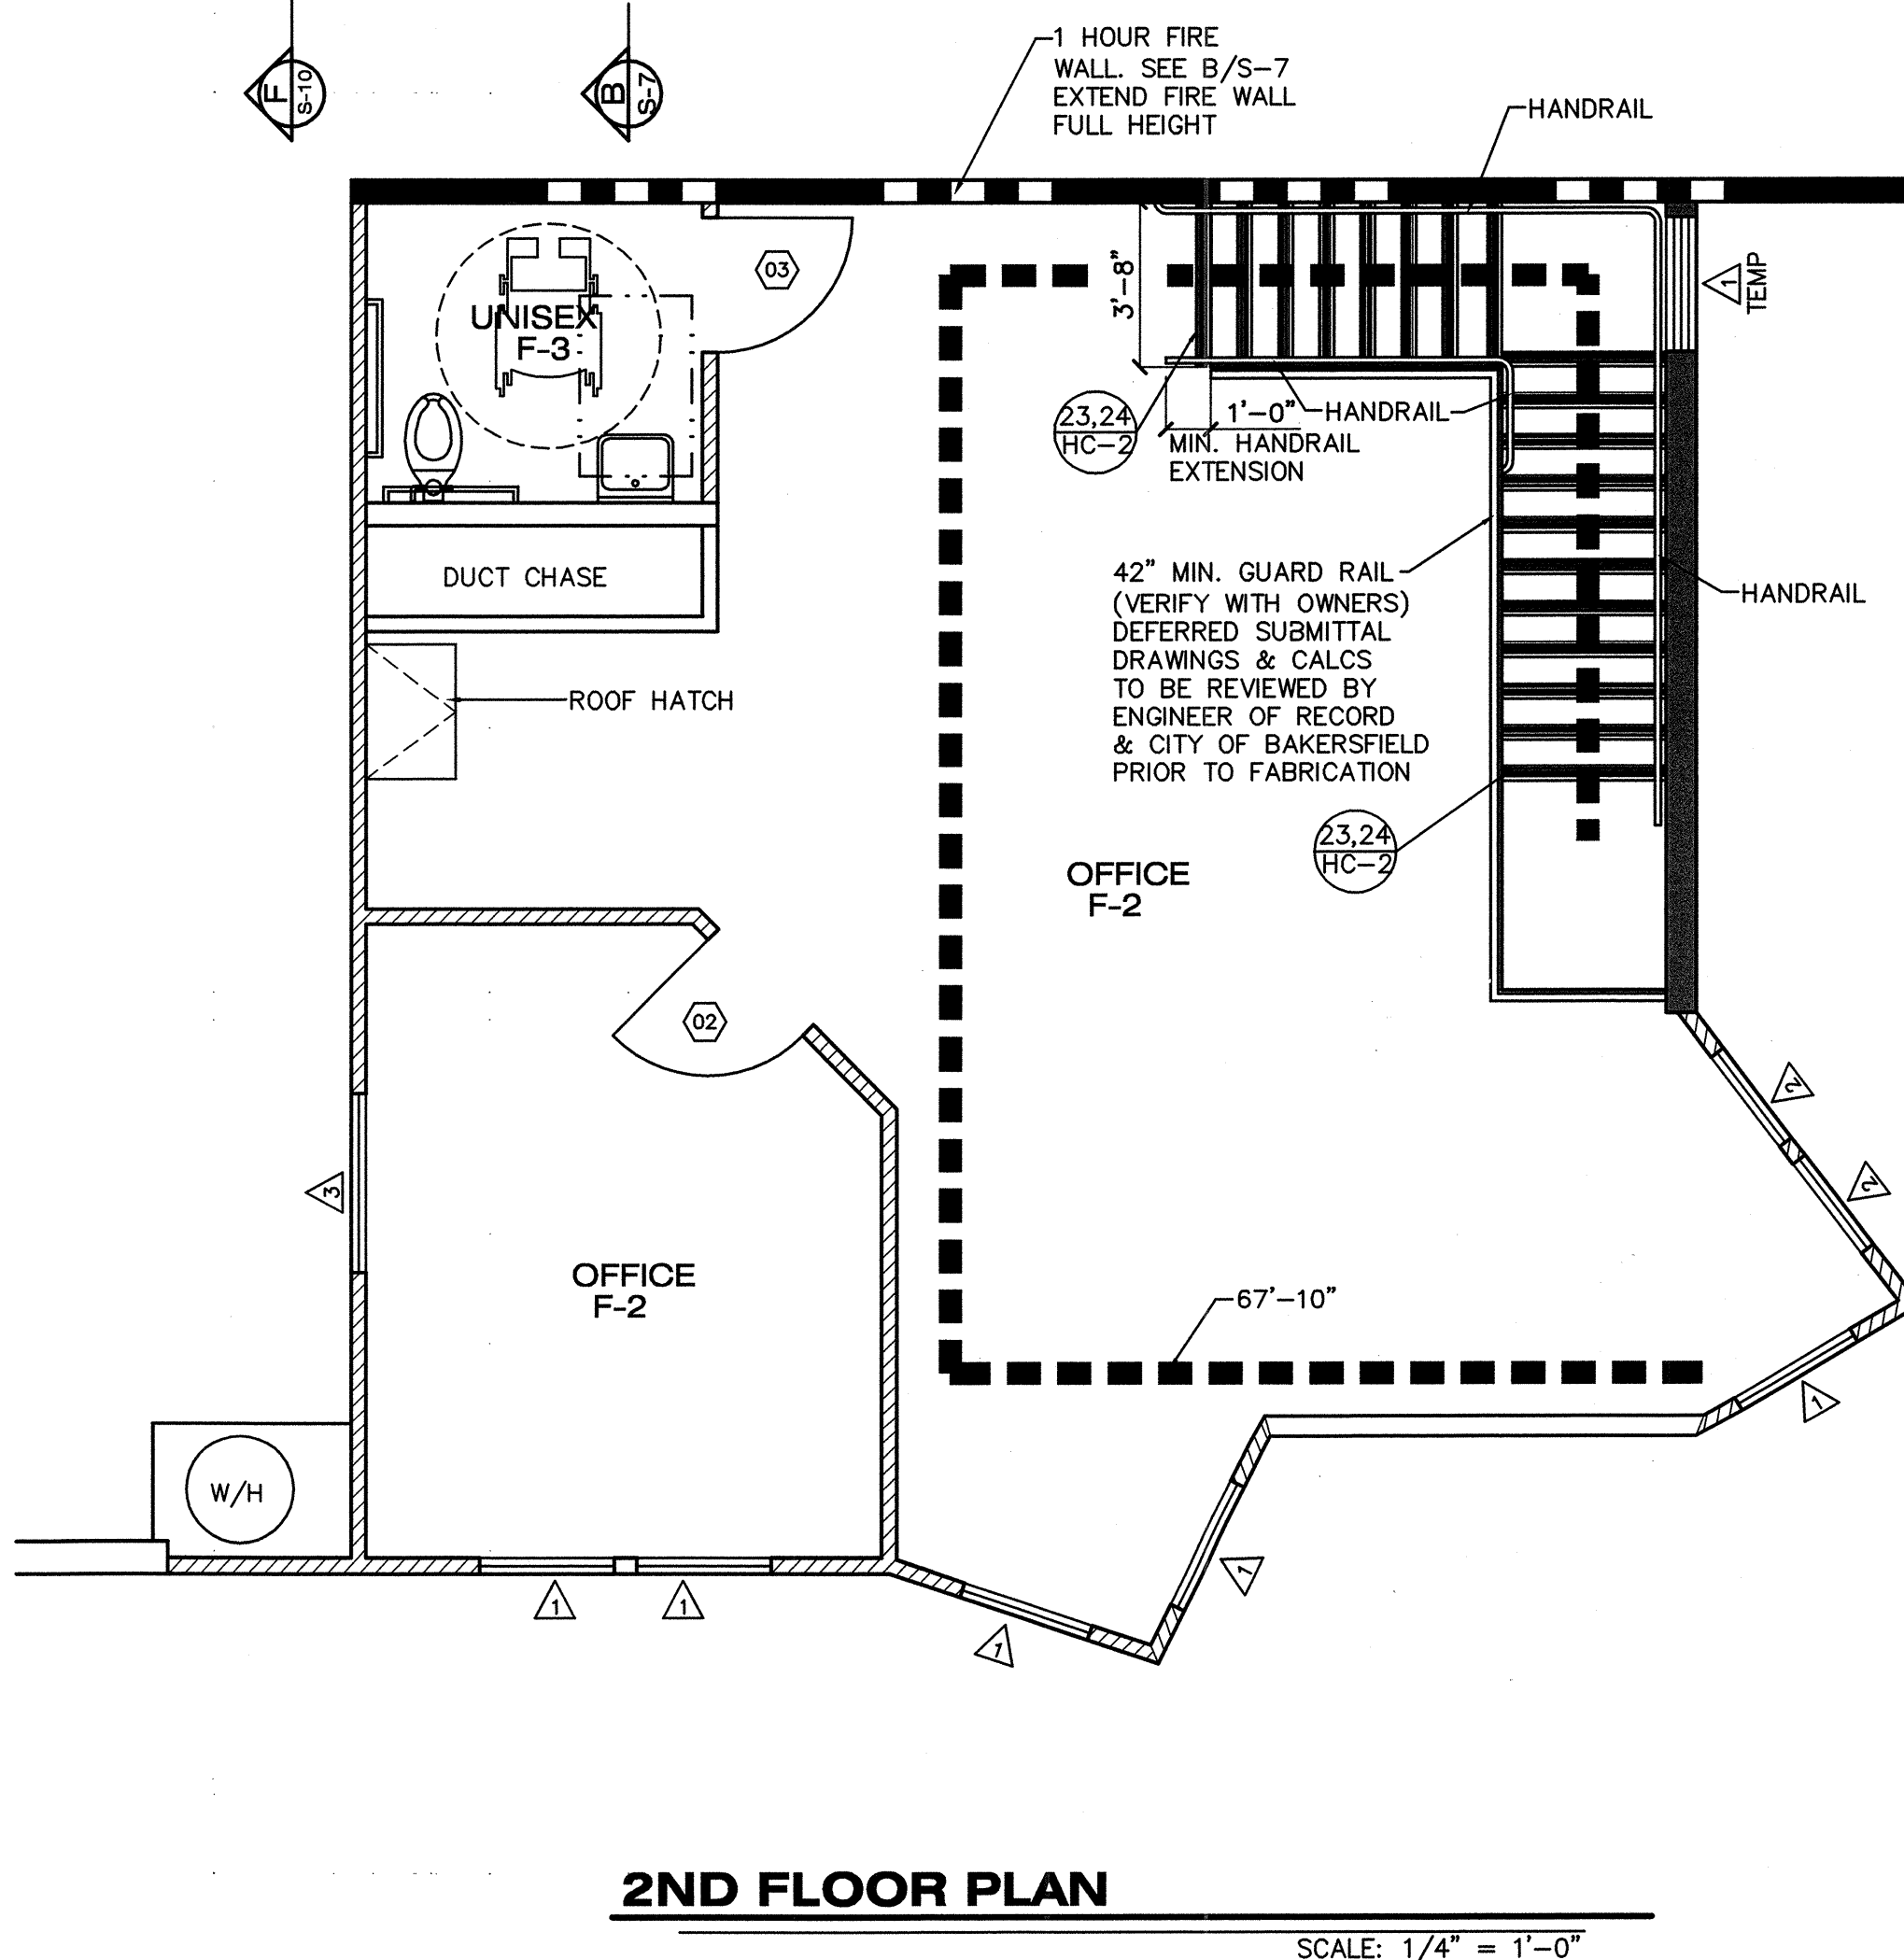 F
S-10
B
S-7
1 HOUR FIRE
WALL. SEE B/S-7
EXTEND FIRE WALL
FULL HEIGHT
HANDRAIL
03
UNISEX
F-3
3'-8"
1
TEMP
23,24
HC-2
1'-0"
HANDRAIL
MIN. HANDRAIL
EXTENSION
DUCT CHASE
42" MIN. GUARD RAIL
(VERIFY WITH OWNERS)
DEFERRED SUBMITTAL
DRAWINGS & CALCS
TO BE REVIEWED BY
ENGINEER OF RECORD
& CITY OF BAKERSFIELD
PRIOR TO FABRICATION
HANDRAIL
ROOF HATCH
23,24
HC-2
OFFICE
F-2
02
2
2
3
OFFICE
F-2
67'-10"
1
W/H
1
1
1
1
2ND FLOOR PLAN
SCALE: 1/4" = 1'-0"